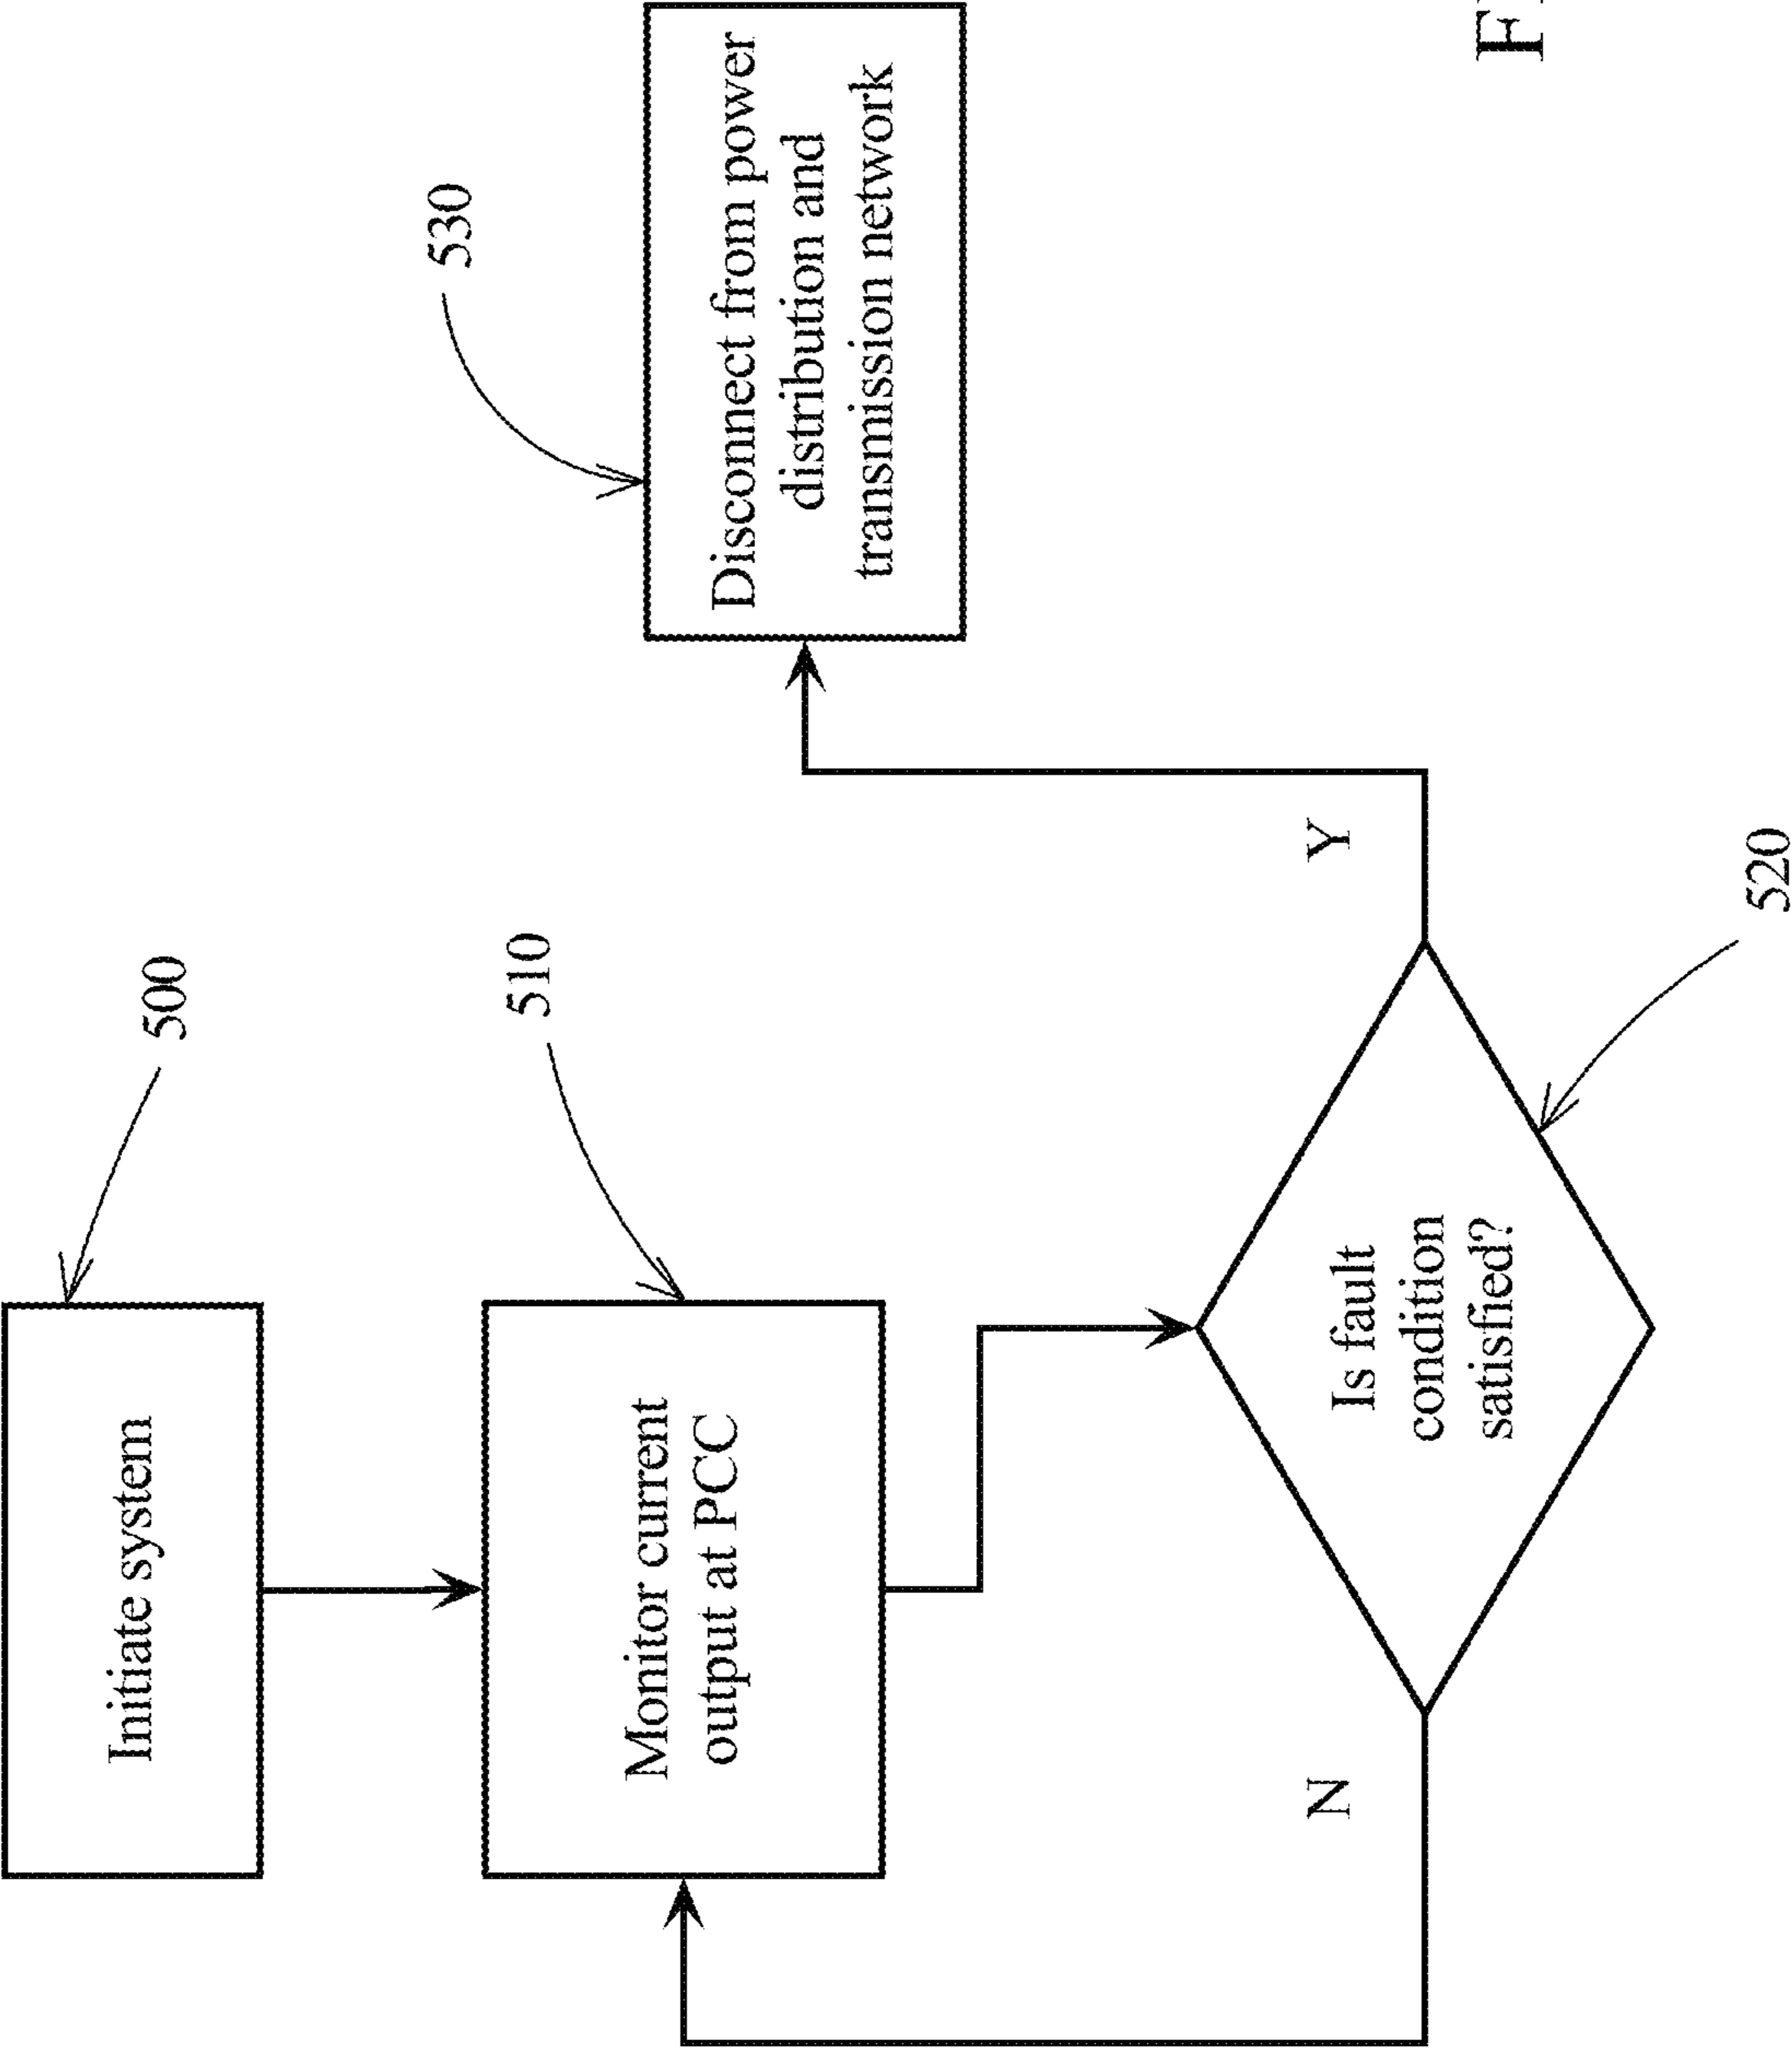 500
Initiate system
510
Monitor current
output at PCC
530
Disconnect from power
distribution and
transmission network
N
Y
Is fault
condition
satisfied?
520